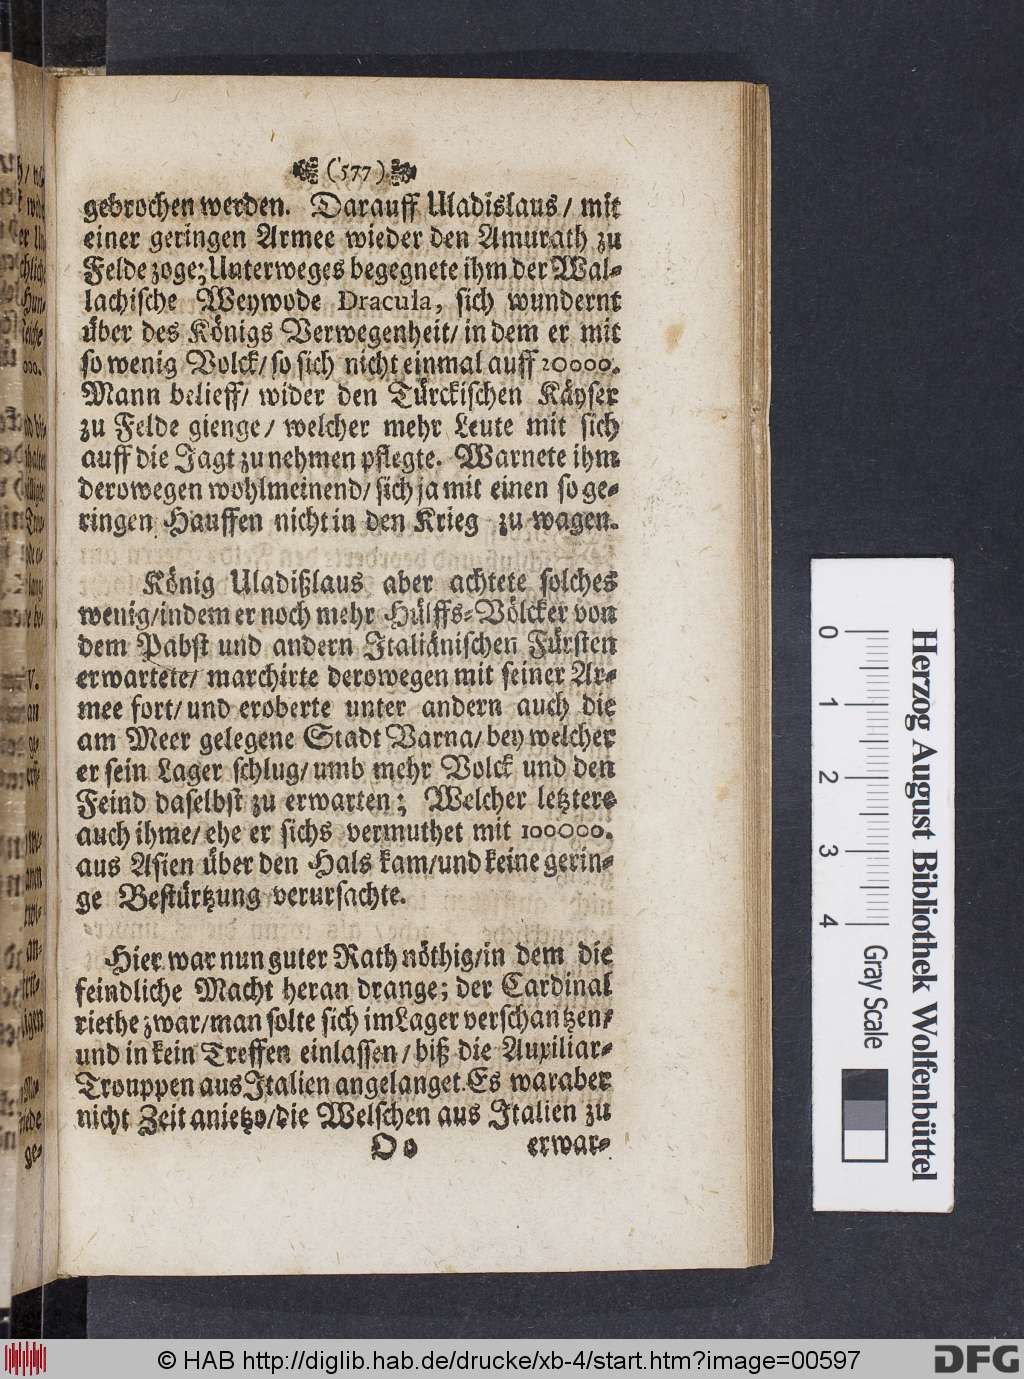 (577)
gebrochen werden. Darauff Uladislaus/ mit
einer geringen Armee wieder den Amurath zu
Felde zoge; Unterweges begegnete ihm der Wal-
lachische Weywode Dracula, sich wundernt
über des Königs Verwegenheit/ in dem er mit
so wenig Volck/ so sich nicht einmal auff 20000.
Mann belieff/ wider den Türckischen Käyser
zu Felde gienge/ welcher mehr Leute mit sich
auff die Jagt zu nehmen pflegte. Warnete ihm
derowegen wohlmeinend/ sich ja mit einen so ge-
ringen Hauffen nicht in den Krieg zu wagen.
König Uladißlaus aber achtete solches
wenig/ indem er noch mehr Hülffs-Völcker von
dem Pabst und andern Italiänischen Fürsten
erwartete/ marchirte derowegen mit seiner Ar-
mee fort/ und eroberte unter andern auch die
am Meer gelegene Stadt Varna/ bey welcher
er sein Lager schlug/ umb mehr Volck und den
Feind daselbst zu erwarten; Welcher letztere
auch ihme/ ehe er sichs vermuthet mit 100000.
aus Asien über den Hals kam/ und keine gerin-
ge Bestürtzung verursachte.
Hier war nun guter Rath nöthig/ in dem die
feindliche Macht heran drange; der Cardinal
riethe zwar/ man solte sich im Lager verschantzen/
und in kein Treffen einlassen/ biß die Auxiliar-
Trouppen aus Italien angelanget. Es war aber
nicht Zeit anietzo/ die Welschen aus Italien zu
Oo erwar-
0 1 2 3 4
Gray Scale
Herzog August Bibliothek Wolfenbüttel
© HAB http://diglib.hab.de/drucke/xb-4/start.htm?image=00597
DFG